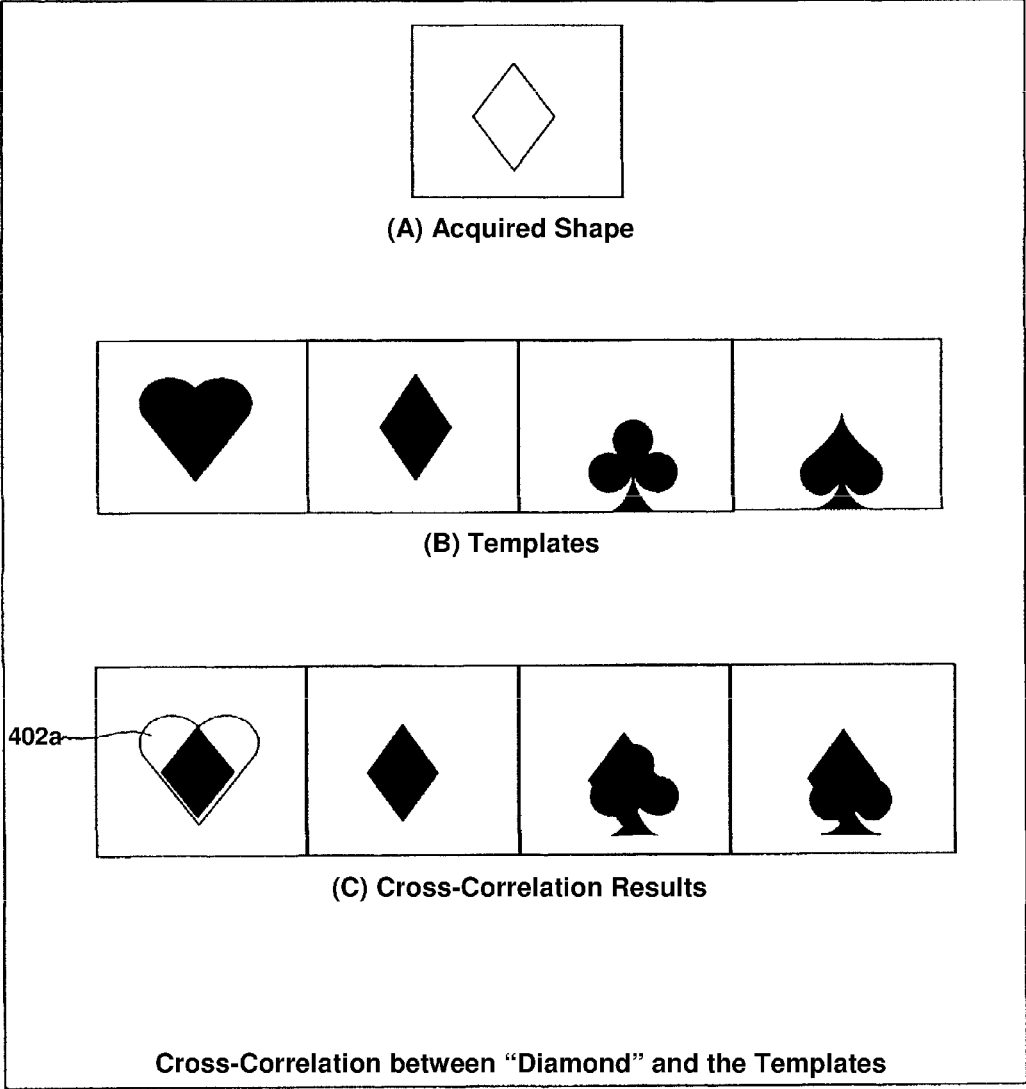 (A) Acquired Shape
(B) Templates
402a
(C) Cross-Correlation Results
Cross-Correlation between “Diamond” and the Templates